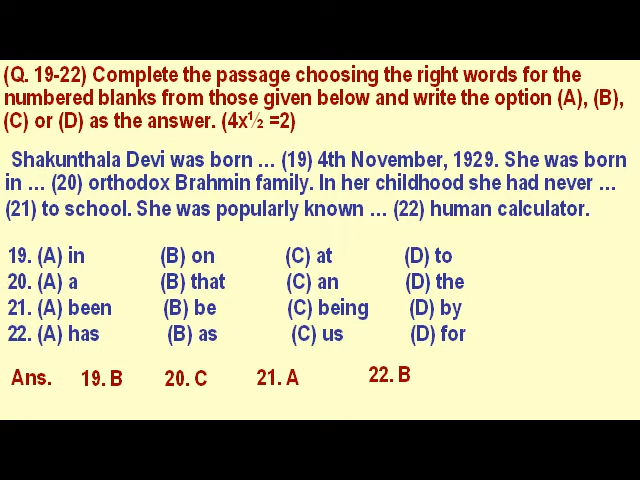 (Q. 19-22) Complete the passage choosing the right words for the
numbered blanks from those given below and write the option (A), (B),
(C) or (D) as the answer. (4x½ =2)
Shakunthala Devi was born … (19) 4th November, 1929. She was born
in … (20) orthodox Brahmin family. In her childhood she had never …
(21) to school. She was popularly known … (22) human calculator.
19. (A) in (B) on (C) at (D) to
20. (A) a (B) that (C) an (D) the
21. (A) been (B) be (C) being (D) by
22. (A) has (B) as (C) us (D) for
Ans. 19. B 20. C 21. A 22. B